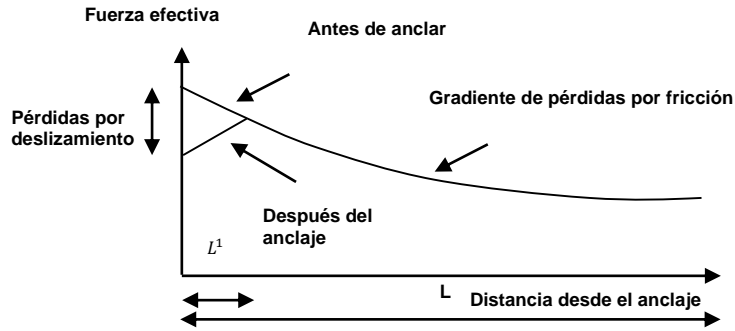 Fuerza efectiva
Antes de anclar
Gradiente de pérdidas por fricción
Pérdidas por
deslizamiento
Después del
anclaje
L¹
L
Distancia desde el anclaje